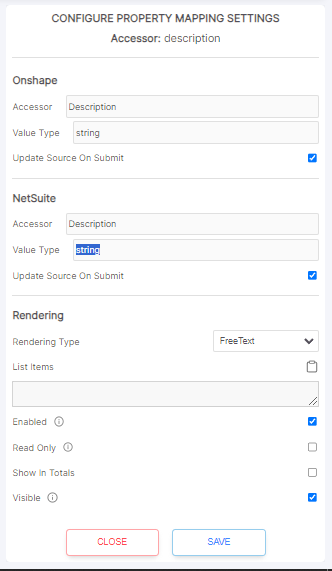 CONFIGURE PROPERTY MAPPING SETTINGS
Accessor: description
Onshape
Accessor Description
Value Type string
Update Source On Submit
NetSuite
Accessor Description
Value Type string
Update Source On Submit
Rendering
Rendering Type FreeText
List Items
Enabled
Read Only
Show In Totals
Visible
CLOSE SAVE